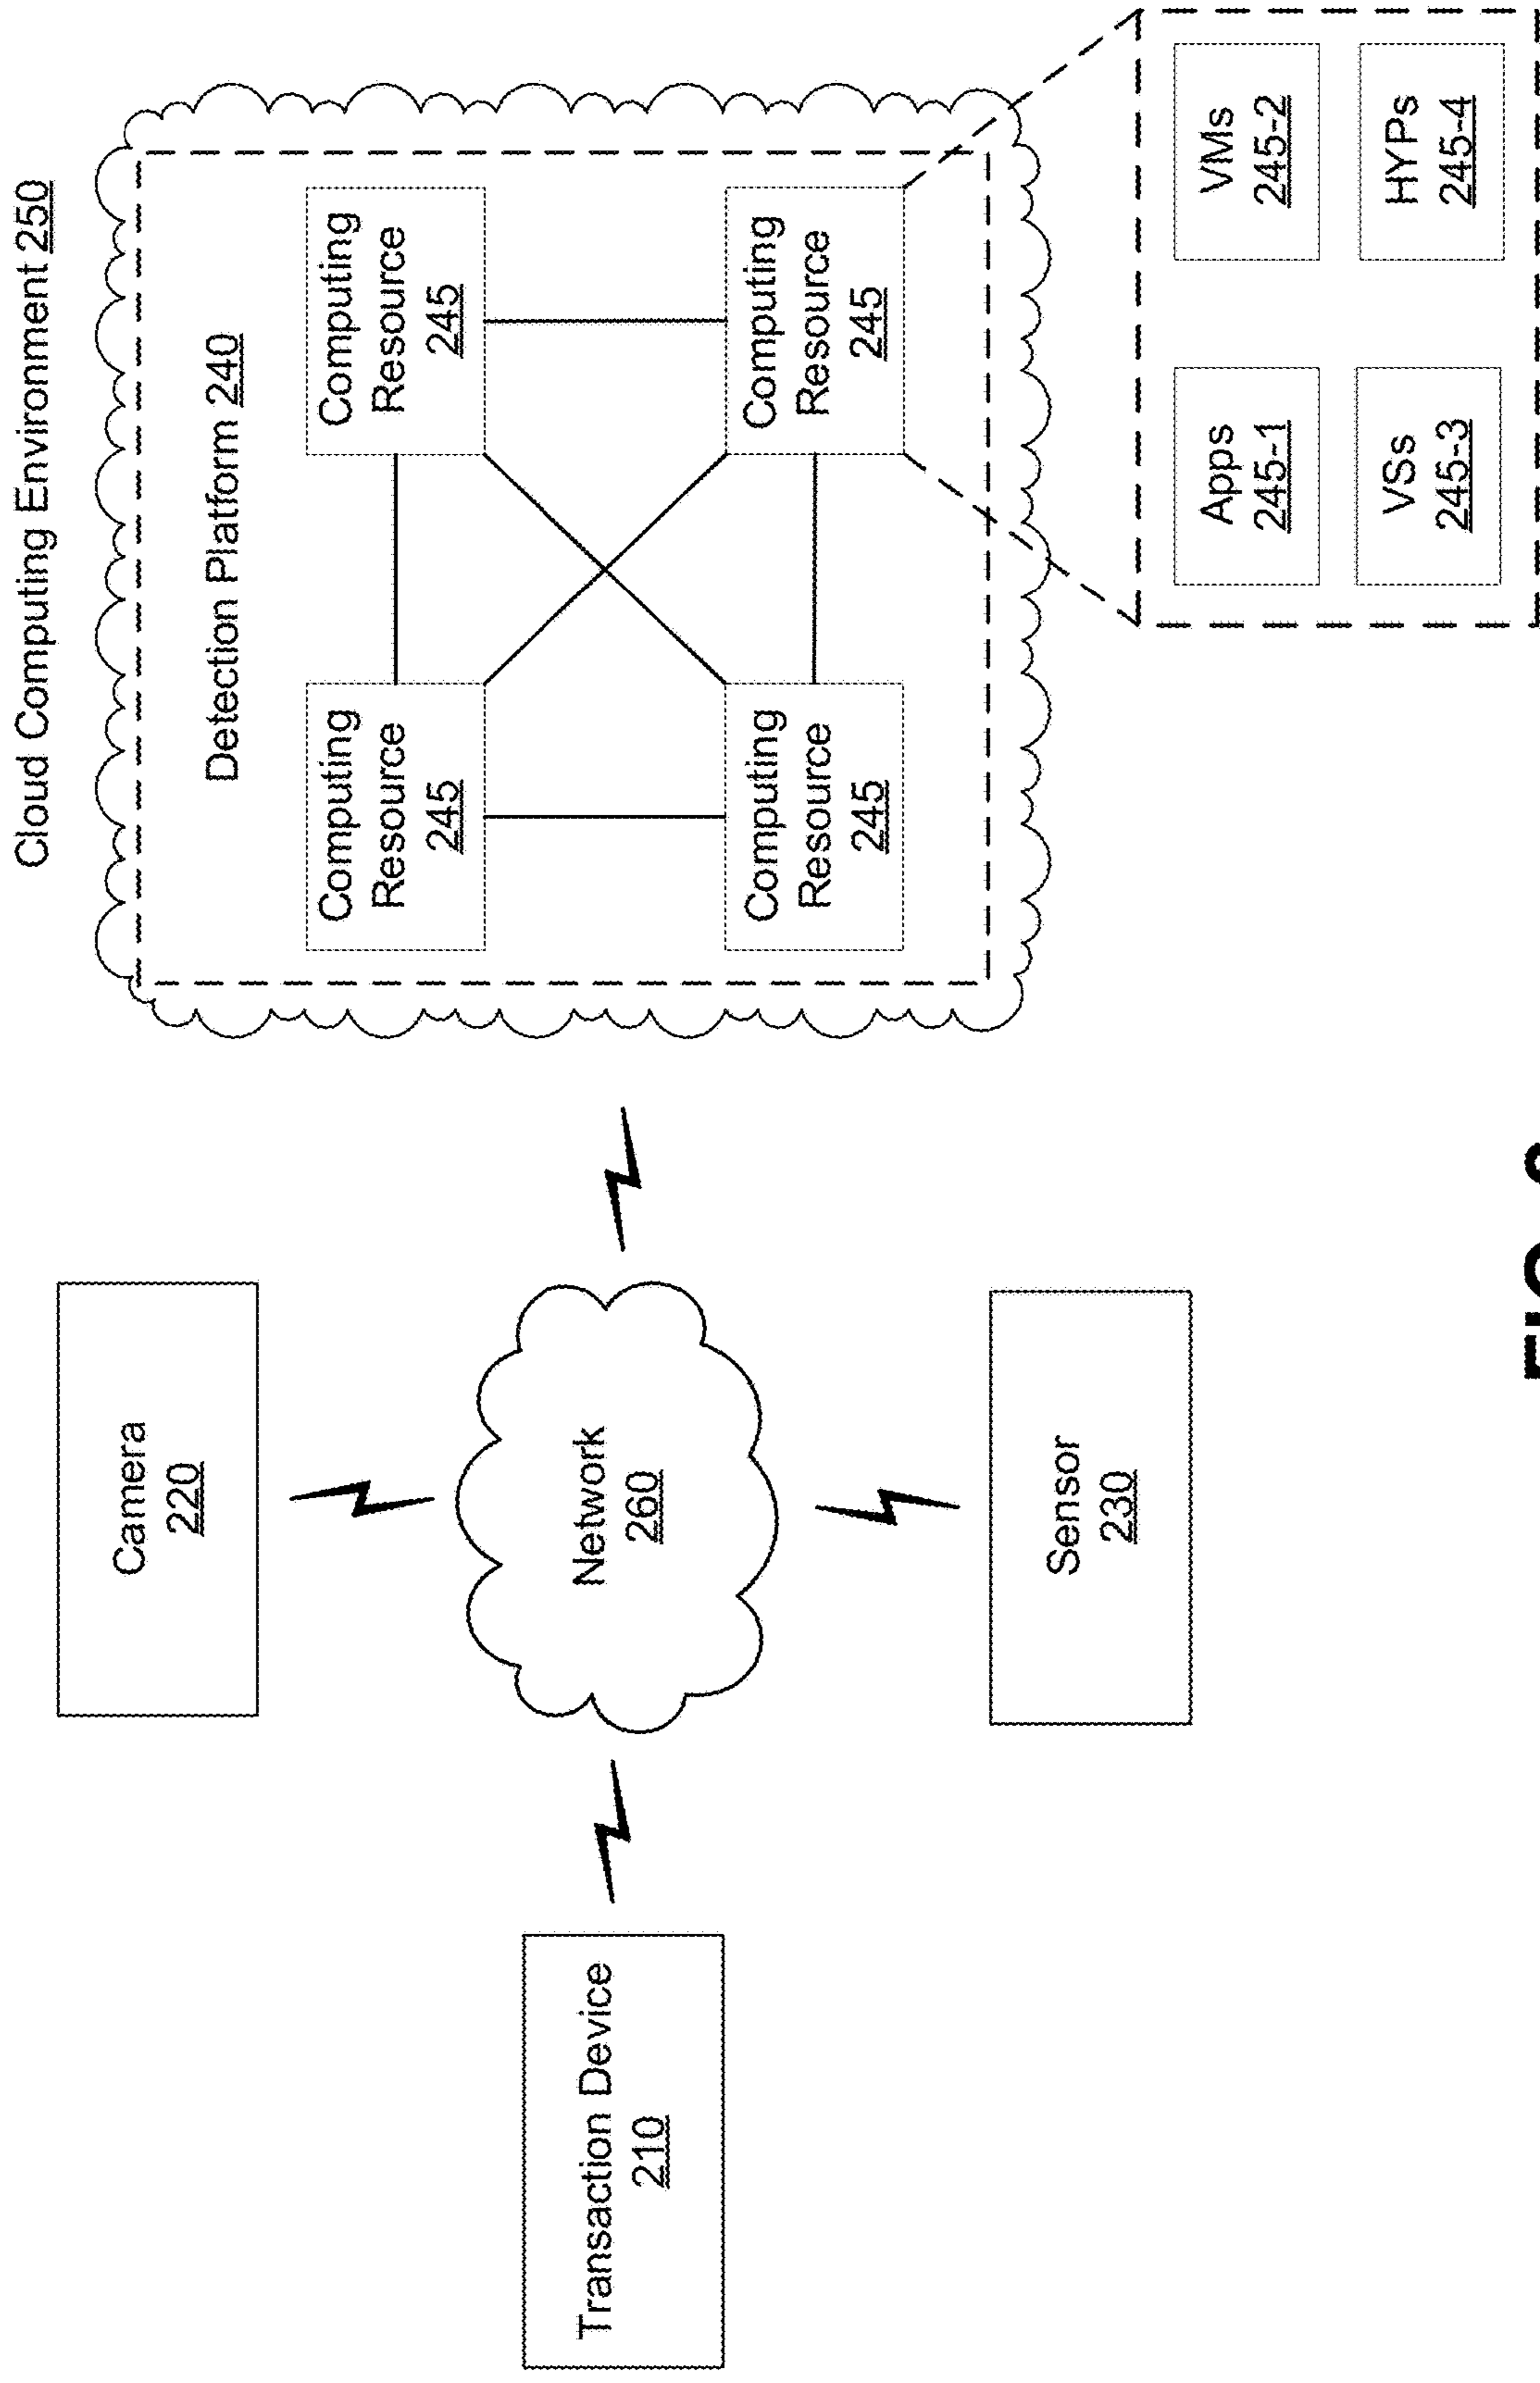 Cloud Computing Environment 250
Camera
220
Detection Platform 240
Computing
Resource
245
Computing
Resource
245
Transaction Device
210
Network
260
Computing
Resource
245
Computing
Resource
245
Sensor
230
Apps
245-1
VMs
245-2
VSs
245-3
HYPs
245-4